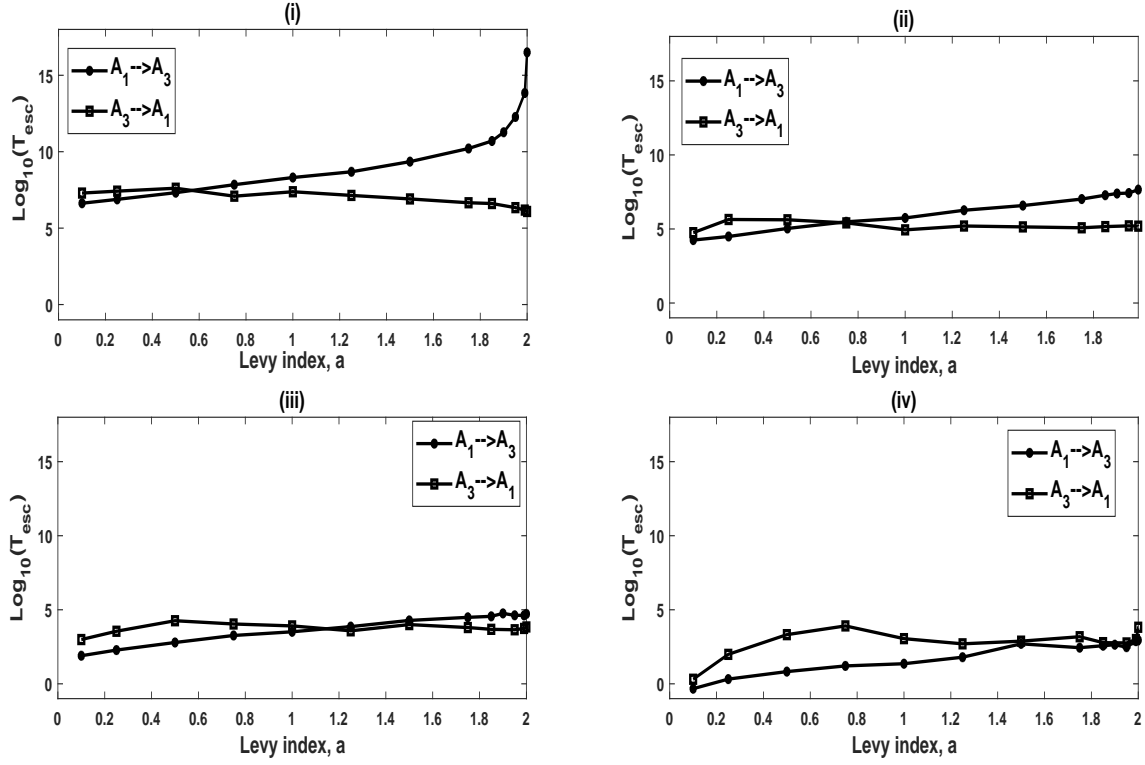 (i)
Log10(Tesc)
15
10
5
0
A1-->A3
A3-->A1
0 0.2 0.4 0.6 0.8 1 1.2 1.4 1.6 1.8 2
Levy index, a
(ii)
Log10(Tesc)
15
10
5
0
A1-->A3
A3-->A1
0 0.2 0.4 0.6 0.8 1 1.2 1.4 1.6 1.8
Levy index, a
(iii)
Log10(Tesc)
15
10
5
0
A1-->A3
A3-->A1
0 0.2 0.4 0.6 0.8 1 1.2 1.4 1.6 1.8 2
Levy index, a
(iv)
Log10(Tesc)
15
10
5
0
A1-->A3
A3-->A1
0 0.2 0.4 0.6 0.8 1 1.2 1.4 1.6 1.8 2
Levy index, a